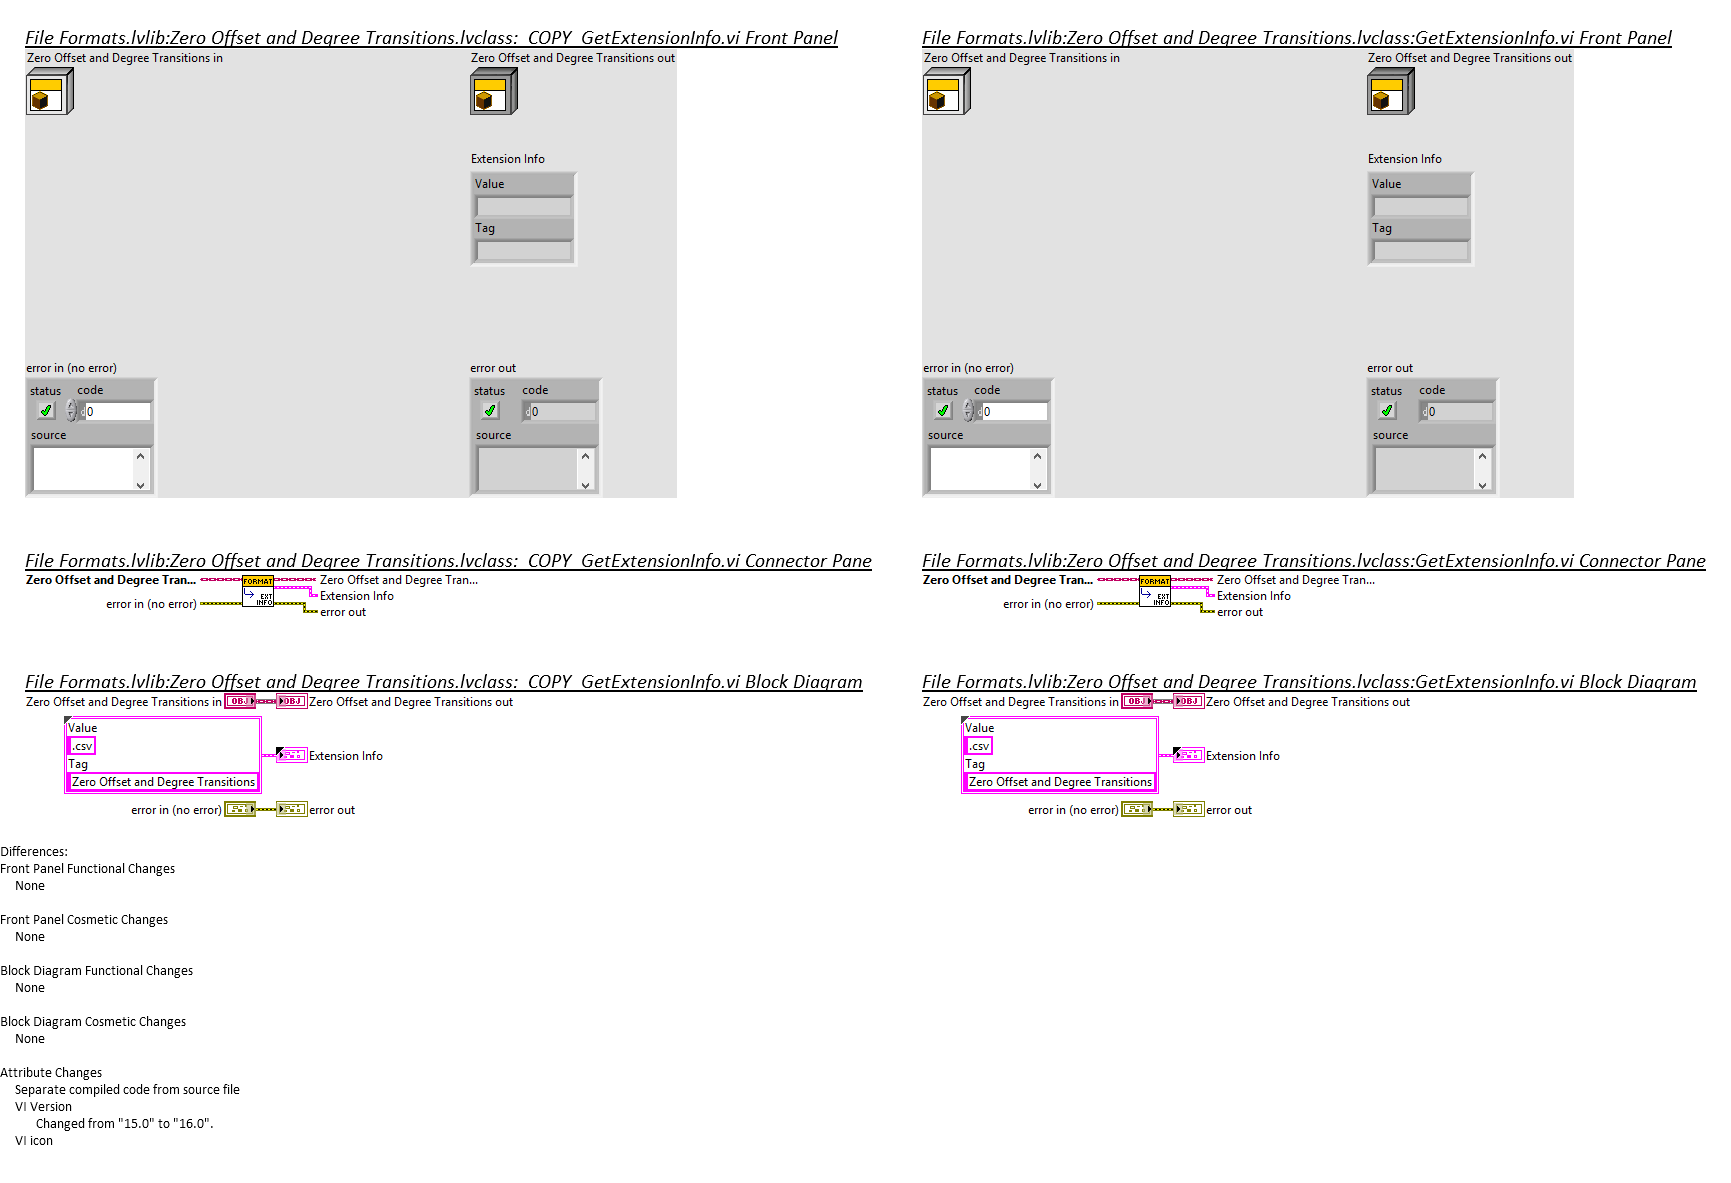 File Formats.lvlib:Zero Offset and Degree Transitions.lvclass:_COPY_GetExtensionInfo.vi Front Panel
Zero Offset and Degree Transitions in
Zero Offset and Degree Transitions out
Extension Info
Value
Tag
error in (no error)
status
code
d0
source
error out
status
code
d0
source
File Formats.lvlib:Zero Offset and Degree Transitions.lvclass:GetExtensionInfo.vi Front Panel
Zero Offset and Degree Transitions in
Zero Offset and Degree Transitions out
Extension Info
Value
Tag
error in (no error)
status
code
d0
source
error out
status
code
d0
source
File Formats.lvlib:Zero Offset and Degree Transitions.lvclass:_COPY_GetExtensionInfo.vi Connector Pane
Zero Offset and Degree Tran...
error in (no error)
FORMAT
EXT
INFO
Zero Offset and Degree Tran...
Extension Info
error out
File Formats.lvlib:Zero Offset and Degree Transitions.lvclass:GetExtensionInfo.vi Connector Pane
Zero Offset and Degree Tran...
error in (no error)
FORMAT
EXT
INFO
Zero Offset and Degree Tran...
Extension Info
error out
File Formats.lvlib:Zero Offset and Degree Transitions.lvclass:_COPY_GetExtensionInfo.vi Block Diagram
Zero Offset and Degree Transitions in
OBJ
OBJ
Zero Offset and Degree Transitions out
Value
.csv
Tag
Zero Offset and Degree Transitions
Extension Info
error in (no error)
error out
File Formats.lvlib:Zero Offset and Degree Transitions.lvclass:GetExtensionInfo.vi Block Diagram
Zero Offset and Degree Transitions in
OBJ
OBJ
Zero Offset and Degree Transitions out
Value
.csv
Tag
Zero Offset and Degree Transitions
Extension Info
error in (no error)
error out
Differences:
Front Panel Functional Changes
None
Front Panel Cosmetic Changes
None
Block Diagram Functional Changes
None
Block Diagram Cosmetic Changes
None
Attribute Changes
Separate compiled code from source file
VI Version
Changed from "15.0" to "16.0".
VI icon